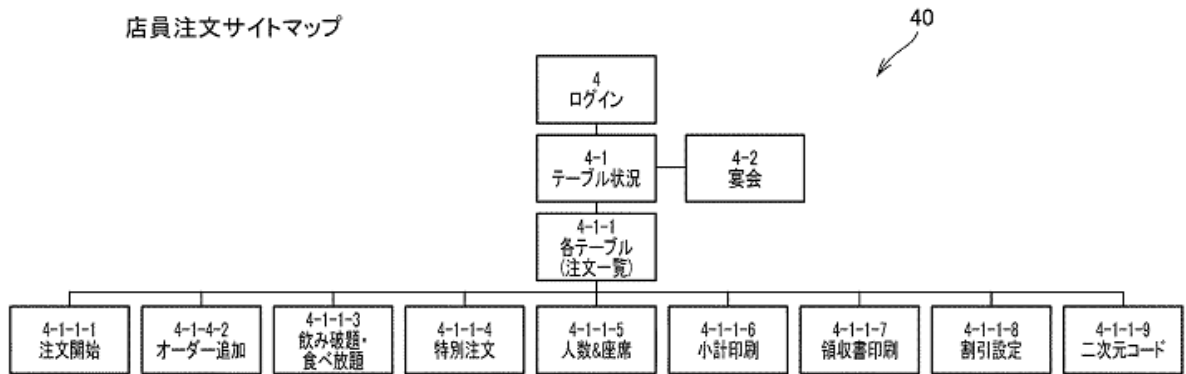 店員注文サイトマップ
40
4
ログイン
4-1
テーブル状況
4-2
宴会
4-1-1
各テーブル
(注文一覧)
4-1-1-1
注文開始
4-1-4-2
オーダー追加
4-1-1-3
飲み破題・
食べ放題
4-1-1-4
特別注文
4-1-1-5
人数&座席
4-1-1-6
小計印刷
4-1-1-7
領収書印刷
4-1-1-8
割引設定
4-1-1-9
二次元コード